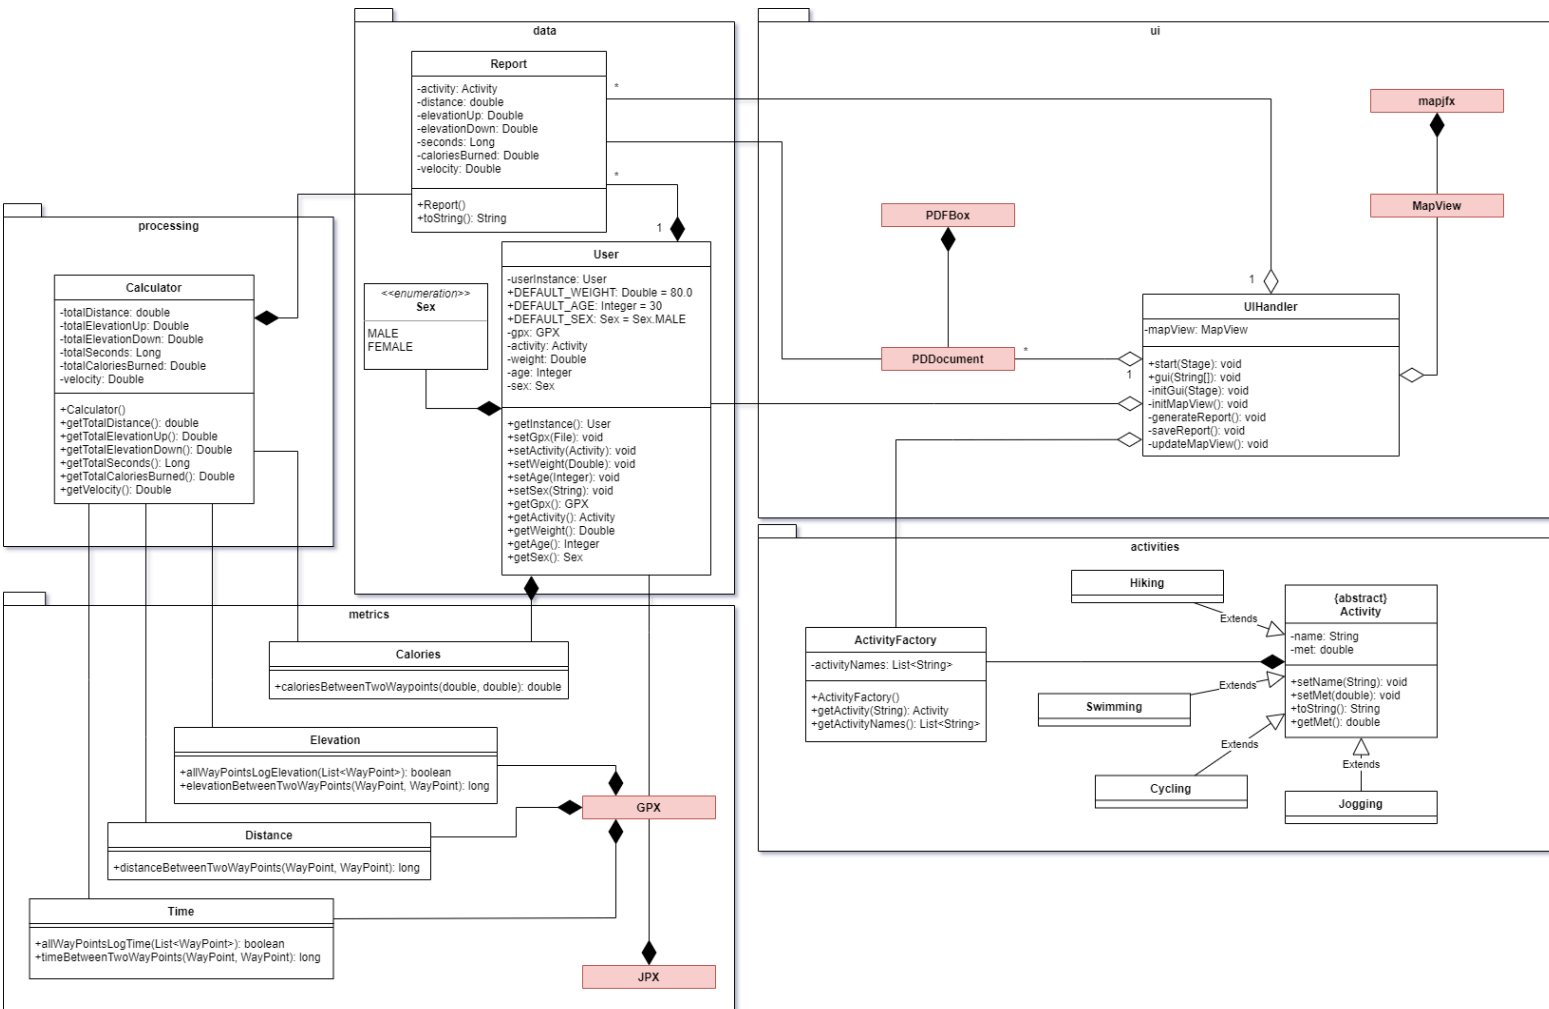 data
Report
-activity: Activity
-distance: double
-elevationUp: Double
-elevationDown: Double
-seconds: Long
-caloriesBurned: Double
-velocity: Double
+Report()
+toString(): String
*
*
1
User
-userInstance: User
+DEFAULT_WEIGHT: Double = 80.0
+DEFAULT_AGE: Integer = 30
+DEFAULT_SEX: Sex = Sex.MALE
-gpx: GPX
-activity: Activity
-weight: Double
-age: Integer
-sex: Sex
+getInstance(): User
+setGpx(File): void
+setActivity(Activity): void
+setWeight(Double): void
+setAge(Integer): void
+setSex(String): void
+getGpx(): GPX
+getActivity(): Activity
+getWeight(): Double
+getAge(): Integer
+getSex(): Sex
<<enumeration>>
Sex
MALE
FEMALE
processing
Calculator
-totalDistance: double
-totalElevationUp: Double
-totalElevationDown: Double
-totalSeconds: Long
-totalCaloriesBurned: Double
-velocity: Double
+Calculator()
+getTotalDistance(): double
+getTotalElevationUp(): Double
+getTotalElevationDown(): Double
+getTotalSeconds(): Long
+getTotalCaloriesBurned(): Double
+getVelocity(): Double
ui
mapjfx
MapView
PDFBox
PDDocument
*
1
1
UIHandler
-mapView: MapView
+start(Stage): void
+gui(String[]): void
-initGui(Stage): void
-initMapView(): void
-generateReport(): void
-saveReport(): void
-updateMapView(): void
metrics
Calories
+caloriesBetweenTwoWaypoints(double, double): double
Elevation
+allWayPointsLogElevation(List<WayPoint>): boolean
+elevationBetweenTwoWayPoints(WayPoint, WayPoint): long
GPX
Distance
+distanceBetweenTwoWayPoints(WayPoint, WayPoint): long
Time
+allWayPointsLogTime(List<WayPoint>): boolean
+timeBetweenTwoWayPoints(WayPoint, WayPoint): long
JPX
activities
Hiking
Extends
{abstract}
Activity
-name: String
-met: double
+setName(String): void
+setMet(double): void
+toString(): String
+getMet(): double
ActivityFactory
-activityNames: List<String>
+ActivityFactory()
+getActivity(String): Activity
+getActivityNames(): List<String>
Extends
Swimming
Extends
Cycling
Extends
Jogging